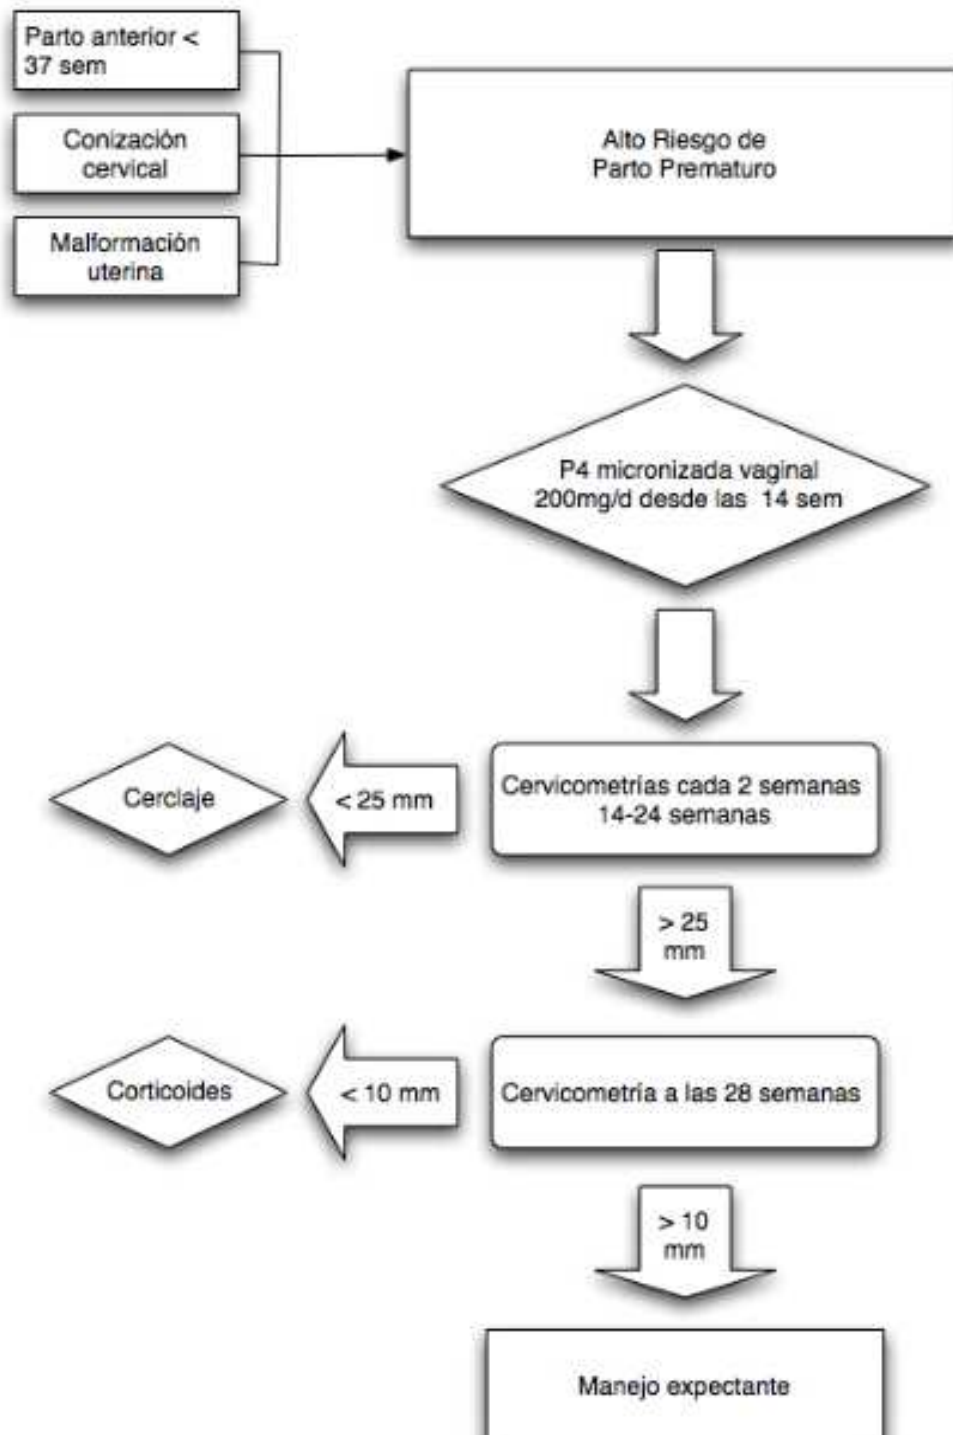 Parto anterior <
37 sem
Conización
cervical
Malformación
uterina
Alto Riesgo de
Parto Prematuro
P4 micronizada vaginal
200mg/d desde las 14 sem
Cervicometrías cada 2 semanas
14-24 semanas
< 25 mm
Cerclaje
> 25
mm
Cervicometría a las 28 semanas
< 10 mm
Corticoides
> 10
mm
Manejo expectante